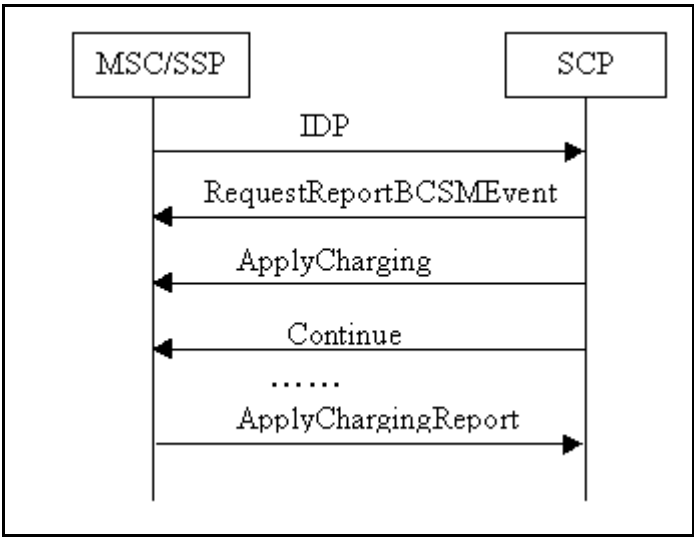 MSC/SSP
SCP
IDP
RequestReportBCSMEvent
ApplyCharging
Continue
......
ApplyChargingReport